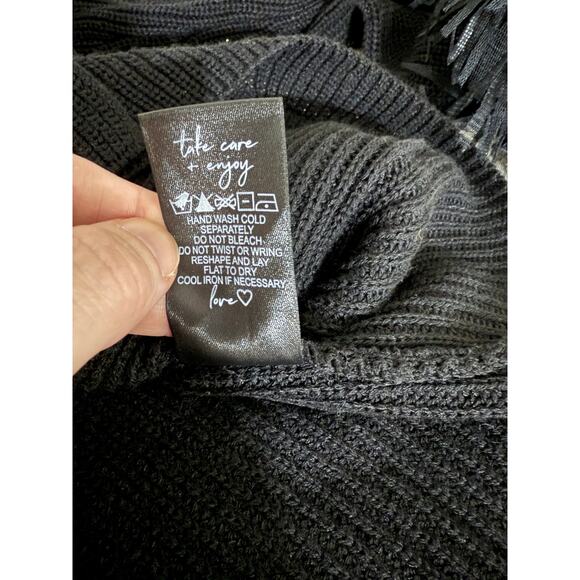 take care
+ enjoy
HAND WASH COLD
SEPARATELY
DO NOT BLEACH
DO NOT TWIST OR WRING
RESHAPE AND LAY
FLAT TO DRY
COOL IRON IF NECESSARY
love♡